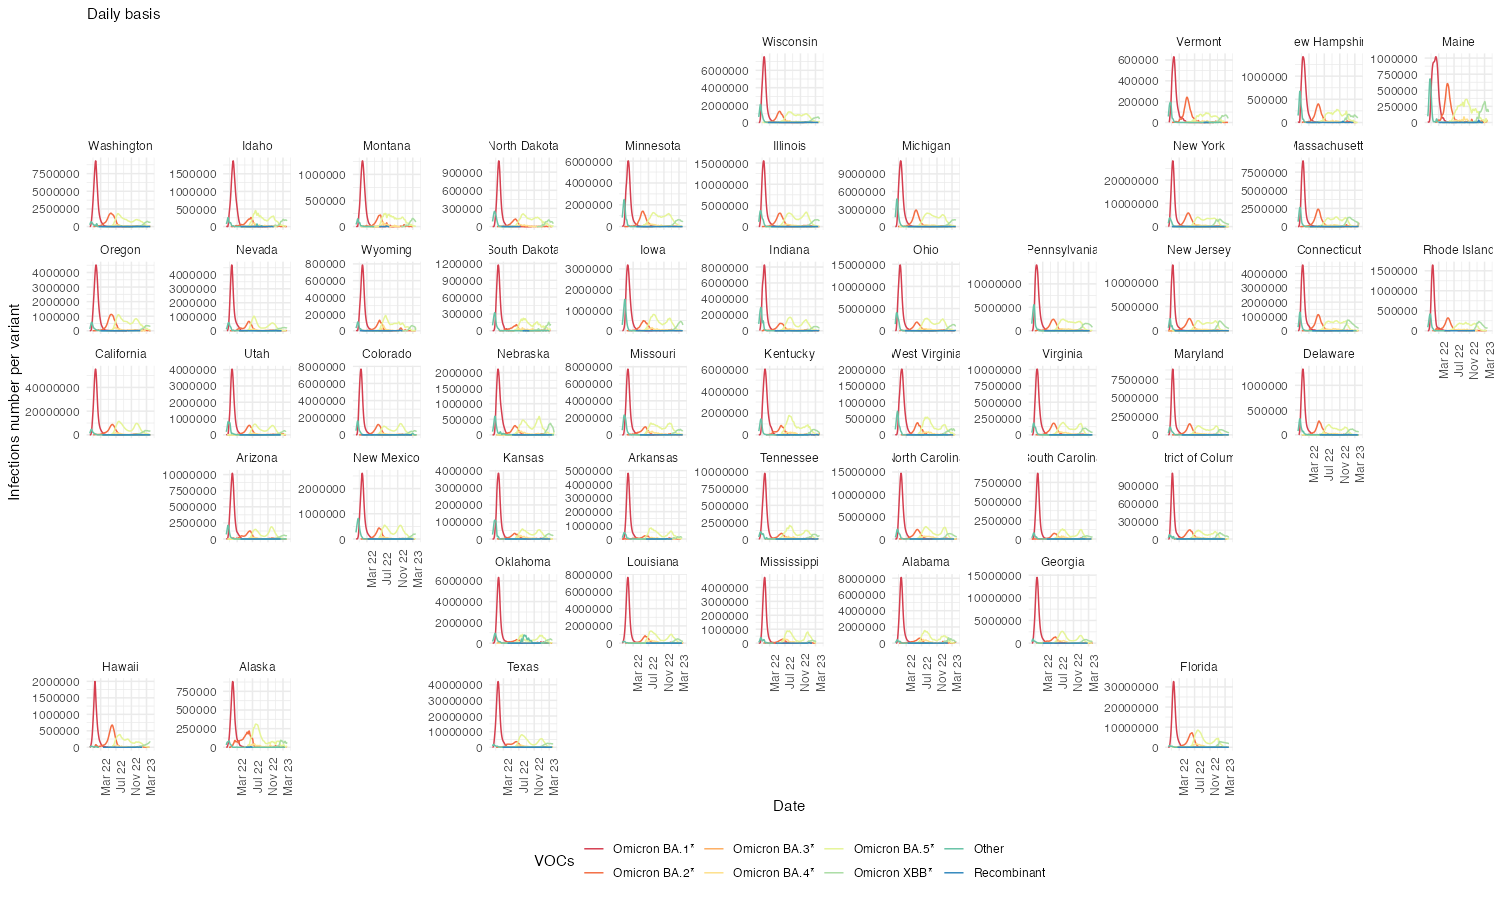 Daily basis
Wisconsin
Vermont
ew Hampshir
Maine
6000000
4000000
2000000
0
600000
400000
200000
0
1000000
500000
0
1000000
750000
500000
250000
0
Washington
Idaho
Montana
North Dakota
Minnesota
Illinois
Michigan
New York
Massachusett
7500000
5000000
2500000
0
1500000
1000000
500000
0
1000000
500000
0
900000
600000
300000
0
6000000
4000000
2000000
0
15000000
10000000
5000000
0
9000000
6000000
3000000
0
20000000
10000000
0
7500000
5000000
2500000
0
Oregon
Nevada
Wyoming
South Dakota
Iowa
Indiana
Ohio
Pennsylvania
New Jersey
Connecticut
Rhode Island
4000000
3000000
2000000
1000000
0
4000000
3000000
2000000
1000000
0
800000
600000
400000
200000
0
1200000
900000
600000
300000
0
3000000
2000000
1000000
0
8000000
6000000
4000000
2000000
0
15000000
10000000
5000000
0
10000000
5000000
0
10000000
5000000
0
4000000
3000000
2000000
1000000
0
1500000
1000000
500000
0
Mar 22
Jul 22
Nov 22
Mar 23
California
Utah
Colorado
Nebraska
Missouri
Kentucky
West Virginia
Virginia
Maryland
Delaware
40000000
20000000
0
4000000
3000000
2000000
1000000
0
8000000
6000000
4000000
2000000
0
2000000
1500000
1000000
500000
0
8000000
6000000
4000000
2000000
0
6000000
4000000
2000000
0
2000000
1500000
1000000
500000
0
10000000
7500000
5000000
2500000
0
7500000
5000000
2500000
0
1000000
500000
0
Mar 22
Jul 22
Nov 22
Mar 23
Arizona
New Mexico
Kansas
Arkansas
Tennessee
North Carolin
South Carolin
trict of Colum
10000000
7500000
5000000
2500000
0
2000000
1000000
0
Mar 22
Jul 22
Nov 22
Mar 23
4000000
3000000
2000000
1000000
0
5000000
4000000
3000000
2000000
1000000
0
10000000
7500000
5000000
2500000
0
15000000
10000000
5000000
0
7500000
5000000
2500000
0
900000
600000
300000
0
Oklahoma
Louisiana
Mississippi
Alabama
Georgia
6000000
4000000
2000000
0
8000000
6000000
4000000
2000000
0
Mar 22
Jul 22
Nov 22
Mar 23
4000000
3000000
2000000
1000000
0
Mar 22
Jul 22
Nov 22
Mar 23
8000000
6000000
4000000
2000000
0
Mar 22
Jul 22
Nov 22
Mar 23
15000000
10000000
5000000
0
Mar 22
Jul 22
Nov 22
Mar 23
Hawaii
Alaska
Texas
Florida
2000000
1500000
1000000
500000
0
Mar 22
Jul 22
Nov 22
Mar 23
750000
500000
250000
0
Mar 22
Jul 22
Nov 22
Mar 23
40000000
30000000
20000000
10000000
0
Mar 22
Jul 22
Nov 22
Mar 23
30000000
20000000
10000000
0
Mar 22
Jul 22
Nov 22
Mar 23
Infections number per variant
Date
VOCs
Omicron BA.1*
Omicron BA.3*
Omicron BA.5*
Other
Omicron BA.2*
Omicron BA.4*
Omicron XBB*
Recombinant